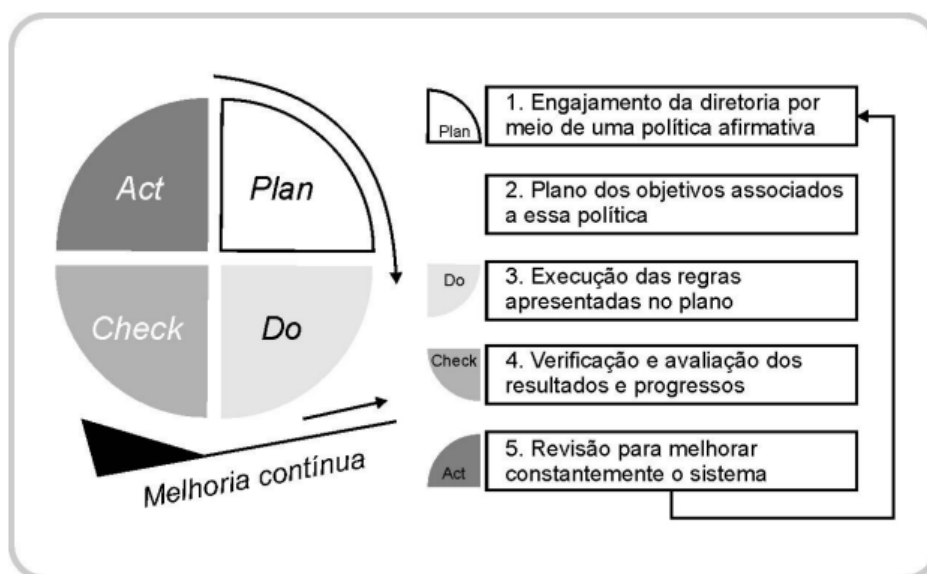 Act
Plan
Check
Do
Melhoria contínua
Plan
1. Engajamento da diretoria por
meio de uma política afirmativa
2. Plano dos objetivos associados
a essa política
Do
3. Execução das regras
apresentadas no plano
Check
4. Verificação e avaliação dos
resultados e progressos
Act
5. Revisão para melhorar
constantemente o sistema